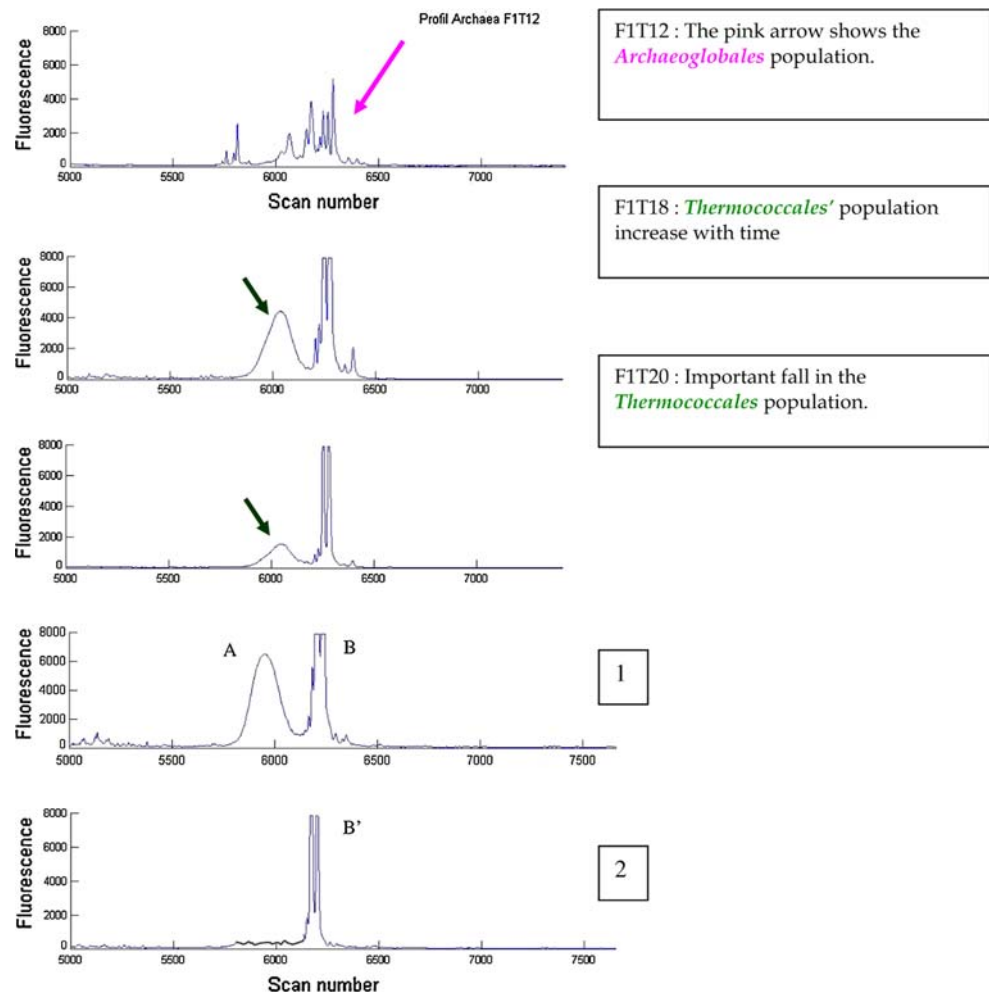 Profil Archaea F1T12
Fluorescence
8000
6000
4000
2000
0
5000 5500 6000 6500 7000
Scan number
F1T12 : The pink arrow shows the
Archaeoglobales population.
Fluorescence
8000
6000
4000
2000
0
5000 5500 6000 6500 7000
F1T18 : Thermococcales' population
increase with time
Fluorescence
8000
6000
4000
2000
0
5000 5500 6000 6500 7000
F1T20 : Important fall in the
Thermococcales population.
Fluorescence
8000
6000
4000
2000
0
A
B
5000 5500 6000 6500 7000 7500
1
Fluorescence
8000
6000
4000
2000
0
B'
5000 5500 6000 6500 7000 7500
Scan number
2